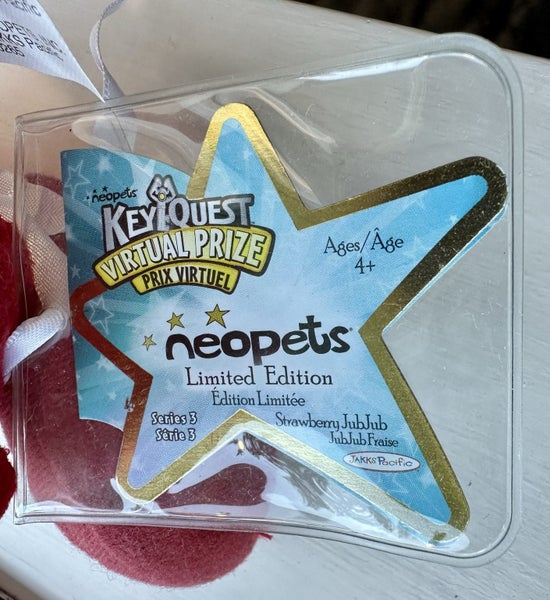 neopets
KEYQUEST
VIRTUAL PRIZE
PRIX VIRTUEL
Ages/Âge
4+
neopets
Limited Edition
Édition Limitée
Series 3
Série 3
Strawberry JubJub
JubJub Fraise
JAKKS Pacific